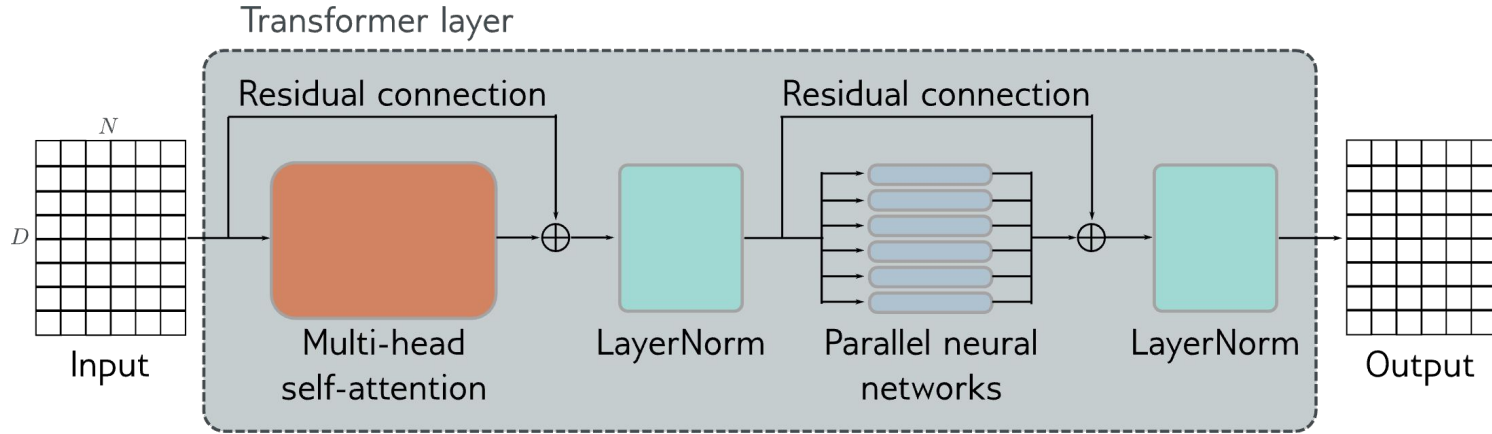 Transformer layer
Residual connection
Residual connection
N
D
Input
Multi-head
self-attention
LayerNorm
Parallel neural
networks
LayerNorm
Output